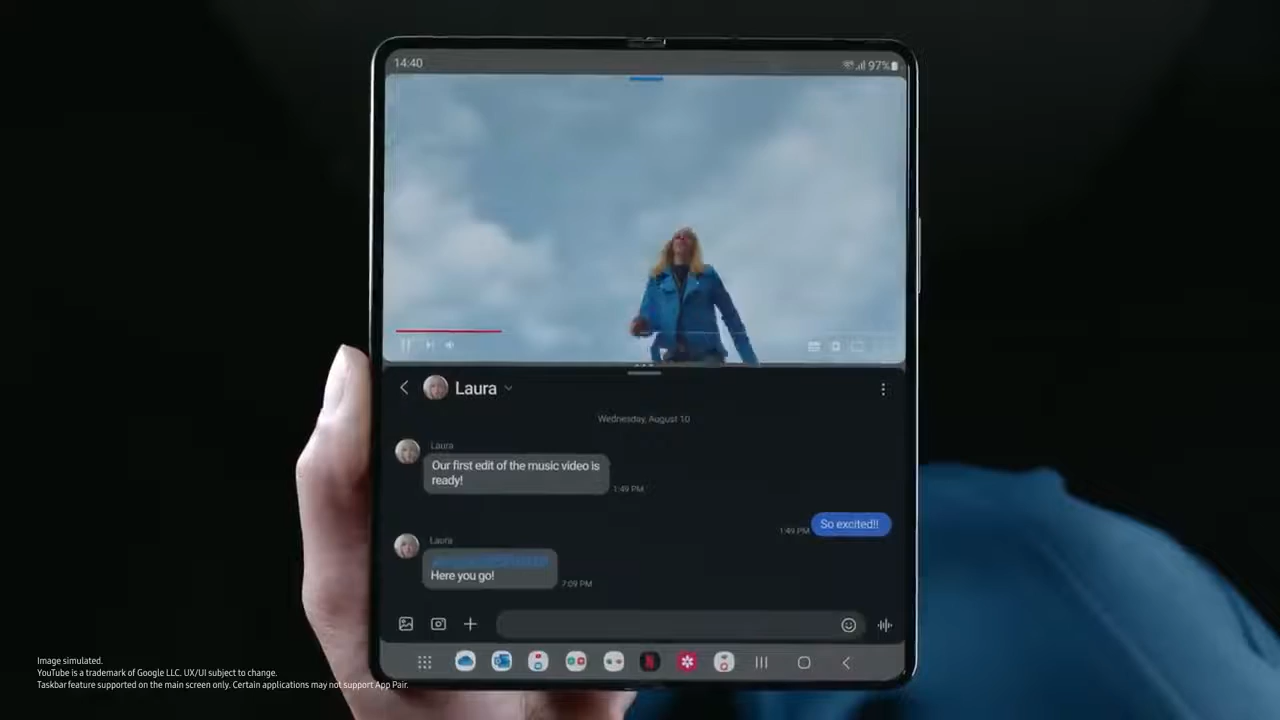 14:40
97%
Laura
Wednesday, August 10
Laura
Our first edit of the music video is
ready!
1:49 PM
So excited!!
1:49 PM
Laura
Here you go!
7:09 PM
Image simulated.
YouTube is a trademark of Google LLC. UX/UI subject to change.
Taskbar feature supported on the main screen only. Certain applications may not support App Pair.